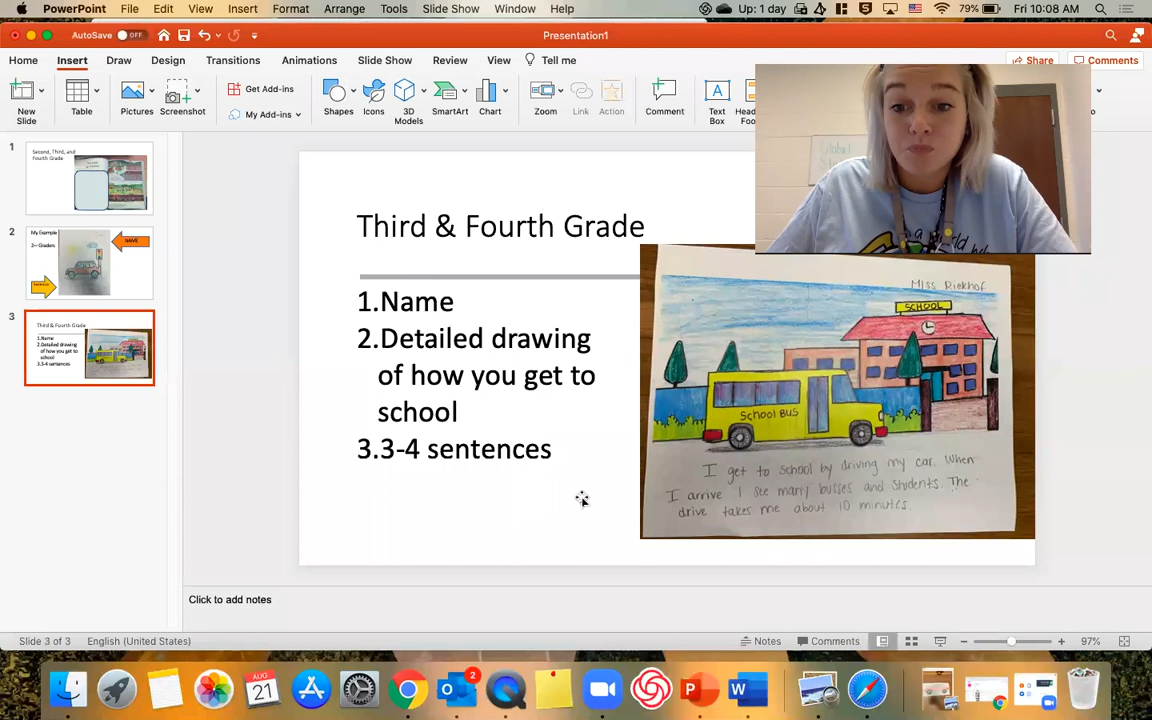 PowerPoint File Edit View Insert Format Arrange Tools Slide Show Window Help Up: 1 day 79% Fri 10:08 AM
AutoSave OFF Presentation1
Home Insert Draw Design Transitions Animations Slide Show Review View Tell me Share Comments
New Slide
Table
Pictures
Screenshot
Get Add-ins
My Add-ins
Shapes
Icons
3D Models
SmartArt
Chart
Zoom
Link
Action
Comment
Text Box
1
Second, Third, and
Fourth Grade
2
My Example
NAME
3
Third & Fourth Grade
1.Name
2.Detailed drawing
of how you get to
school
3.3-4 sentences
Third & Fourth Grade
1.Name
2.Detailed drawing
of how you get to
school
3.3-4 sentences
Miss Riekhof
SCHOOL
SCHOOL BUS
I get to school by driving my car. When
I arrive I see many busses and students. The
drive takes me about 10 minutes.
Click to add notes
Slide 3 of 3 English (United States) Notes Comments 97%
AUG
21
2
P
W